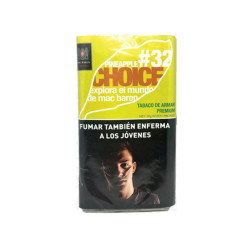 #32
PINEAPPLE
CHOICE
explora el mundo
de mac baren
TABACO DE ARMAR
PREMIUM
FUMAR TAMBIÉN ENFERMA
A LOS JÓVENES